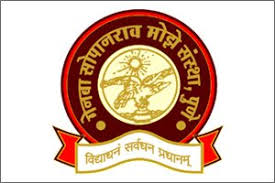 गेनबा सोपानराव मोझे संस्था, पुणे
विद्याधनं सर्वधन प्रधानम्